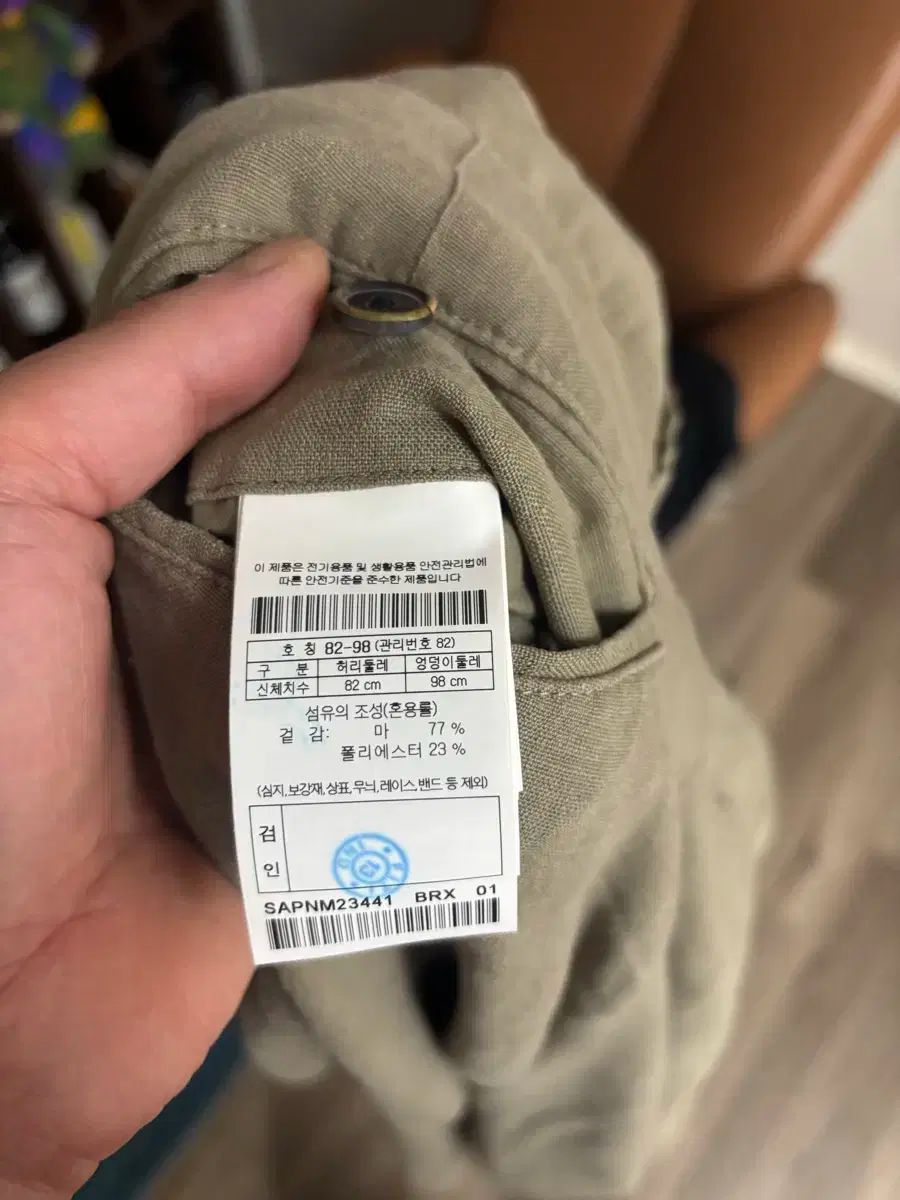 이 제품은 전기용품 및 생활용품 안전관리법에
따른 안전기준을 준수한 제품입니다
호 칭 82-98 (관리번호 82)
구 분 허리둘레 엉덩이둘레
신체치수 82 cm 98 cm
섬유의 조성(혼용률)
겉 감: 마 77 %
폴리에스터 23 %
(심지,보강재,상표,무늬,레이스,밴드 등 제외)
검
인
SAPNM23441 BRX 01